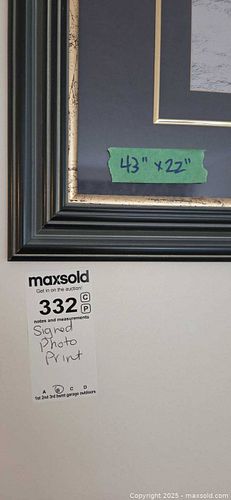 43" x 22"
maxsold
Get in on the auction!
332 C P
notes and measurements
Signed
Photo
Print
A B C D
1st 2nd 3rd bsmt garage outdoors
Copyright © 2025 - maxsold.com